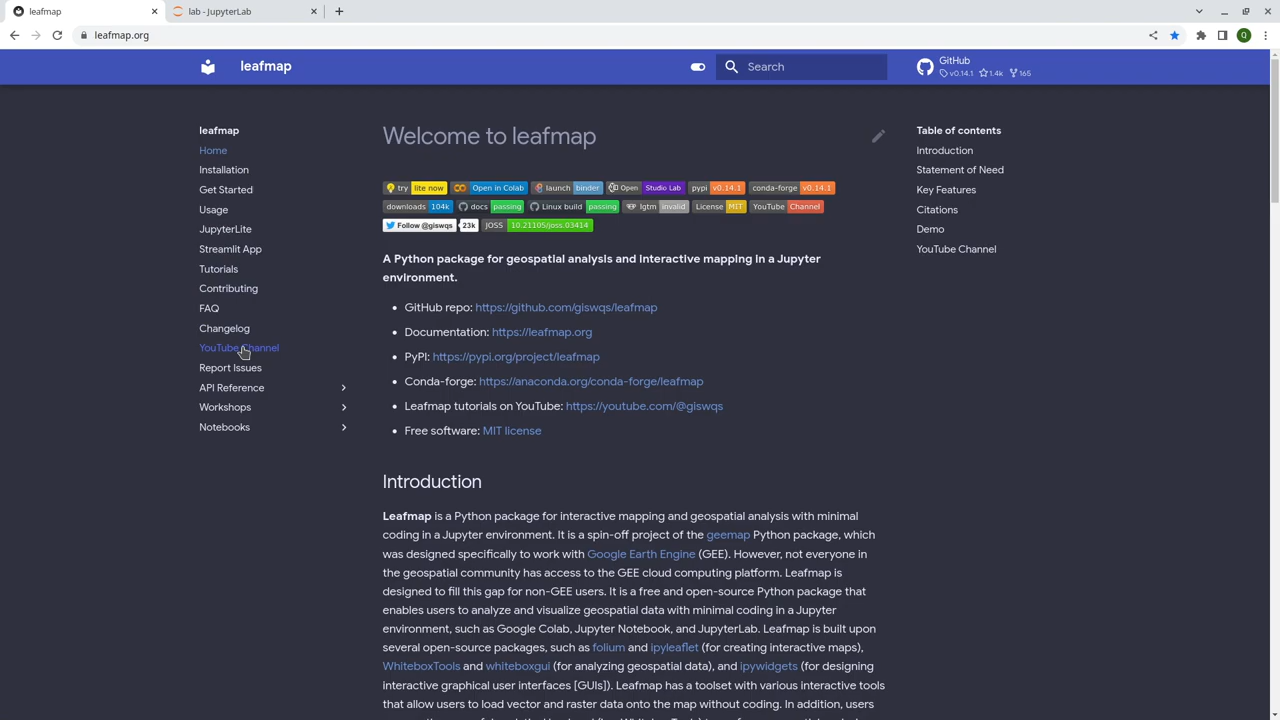 leafmap
lab - JupyterLab
leafmap.org
Q
leafmap
Search
GitHub
v0.14.1 1.4k 165
leafmap
Home
Installation
Get Started
Usage
JupyterLite
Streamlit App
Tutorials
Contributing
FAQ
Changelog
YouTube Channel
Report Issues
API Reference
Workshops
Notebooks
Welcome to leafmap
try lite now Open in Colab launch binder Open Studio Lab pypi v0.14.1 conda-forge v0.14.1
downloads 104k docs passing Linux build passing lgtm invalid License MIT YouTube Channel
Follow @giswqs 23k JOSS 10.21105/joss.03414
A Python package for geospatial analysis and interactive mapping in a Jupyter
environment.
• GitHub repo: https://github.com/giswqs/leafmap
• Documentation: https://leafmap.org
• PyPI: https://pypi.org/project/leafmap
• Conda-forge: https://anaconda.org/conda-forge/leafmap
• Leafmap tutorials on YouTube: https://youtube.com/@giswqs
• Free software: MIT license
Introduction
Leafmap is a Python package for interactive mapping and geospatial analysis with minimal
coding in a Jupyter environment. It is a spin-off project of the geemap Python package, which
was designed specifically to work with Google Earth Engine (GEE). However, not everyone in
the geospatial community has access to the GEE cloud computing platform. Leafmap is
designed to fill this gap for non-GEE users. It is a free and open-source Python package that
enables users to analyze and visualize geospatial data with minimal coding in a Jupyter
environment, such as Google Colab, Jupyter Notebook, and JupyterLab. Leafmap is built upon
several open-source packages, such as folium and ipyleaflet (for creating interactive maps),
WhiteboxTools and whiteboxgui (for analyzing geospatial data), and ipywidgets (for designing
interactive graphical user interfaces [GUIs]). Leafmap has a toolset with various interactive tools
that allow users to load vector and raster data onto the map without coding. In addition, users
Table of contents
Introduction
Statement of Need
Key Features
Citations
Demo
YouTube Channel